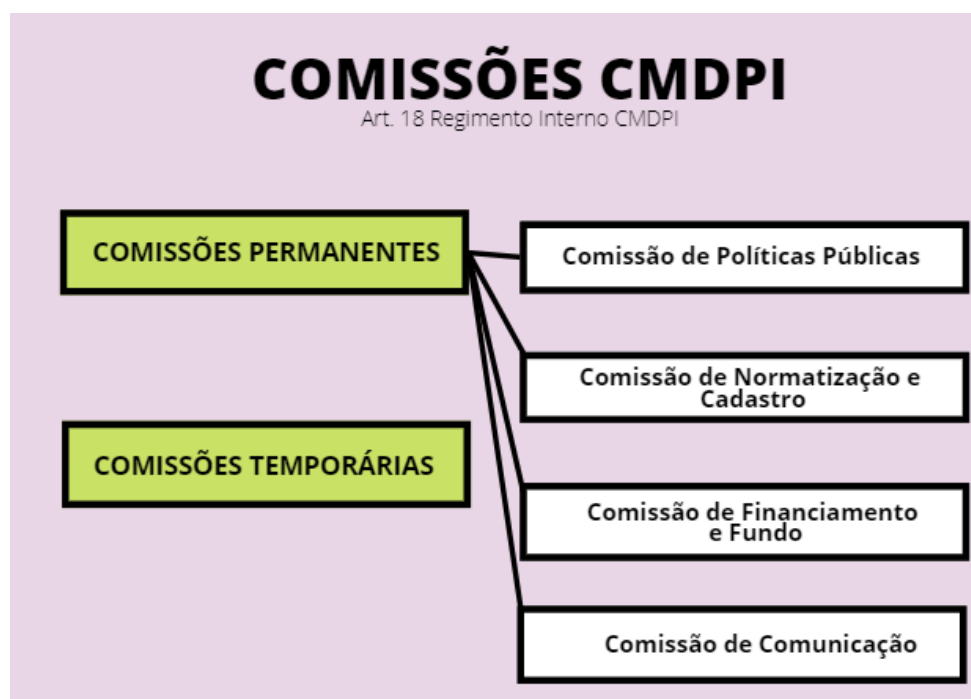 COMISSÕES CMDPI
Art. 18 Regimento Interno CMDPI
COMISSÕES PERMANENTES
Comissão de Políticas Públicas
Comissão de Normatização e
Cadastro
COMISSÕES TEMPORÁRIAS
Comissão de Financiamento
e Fundo
Comissão de Comunicação